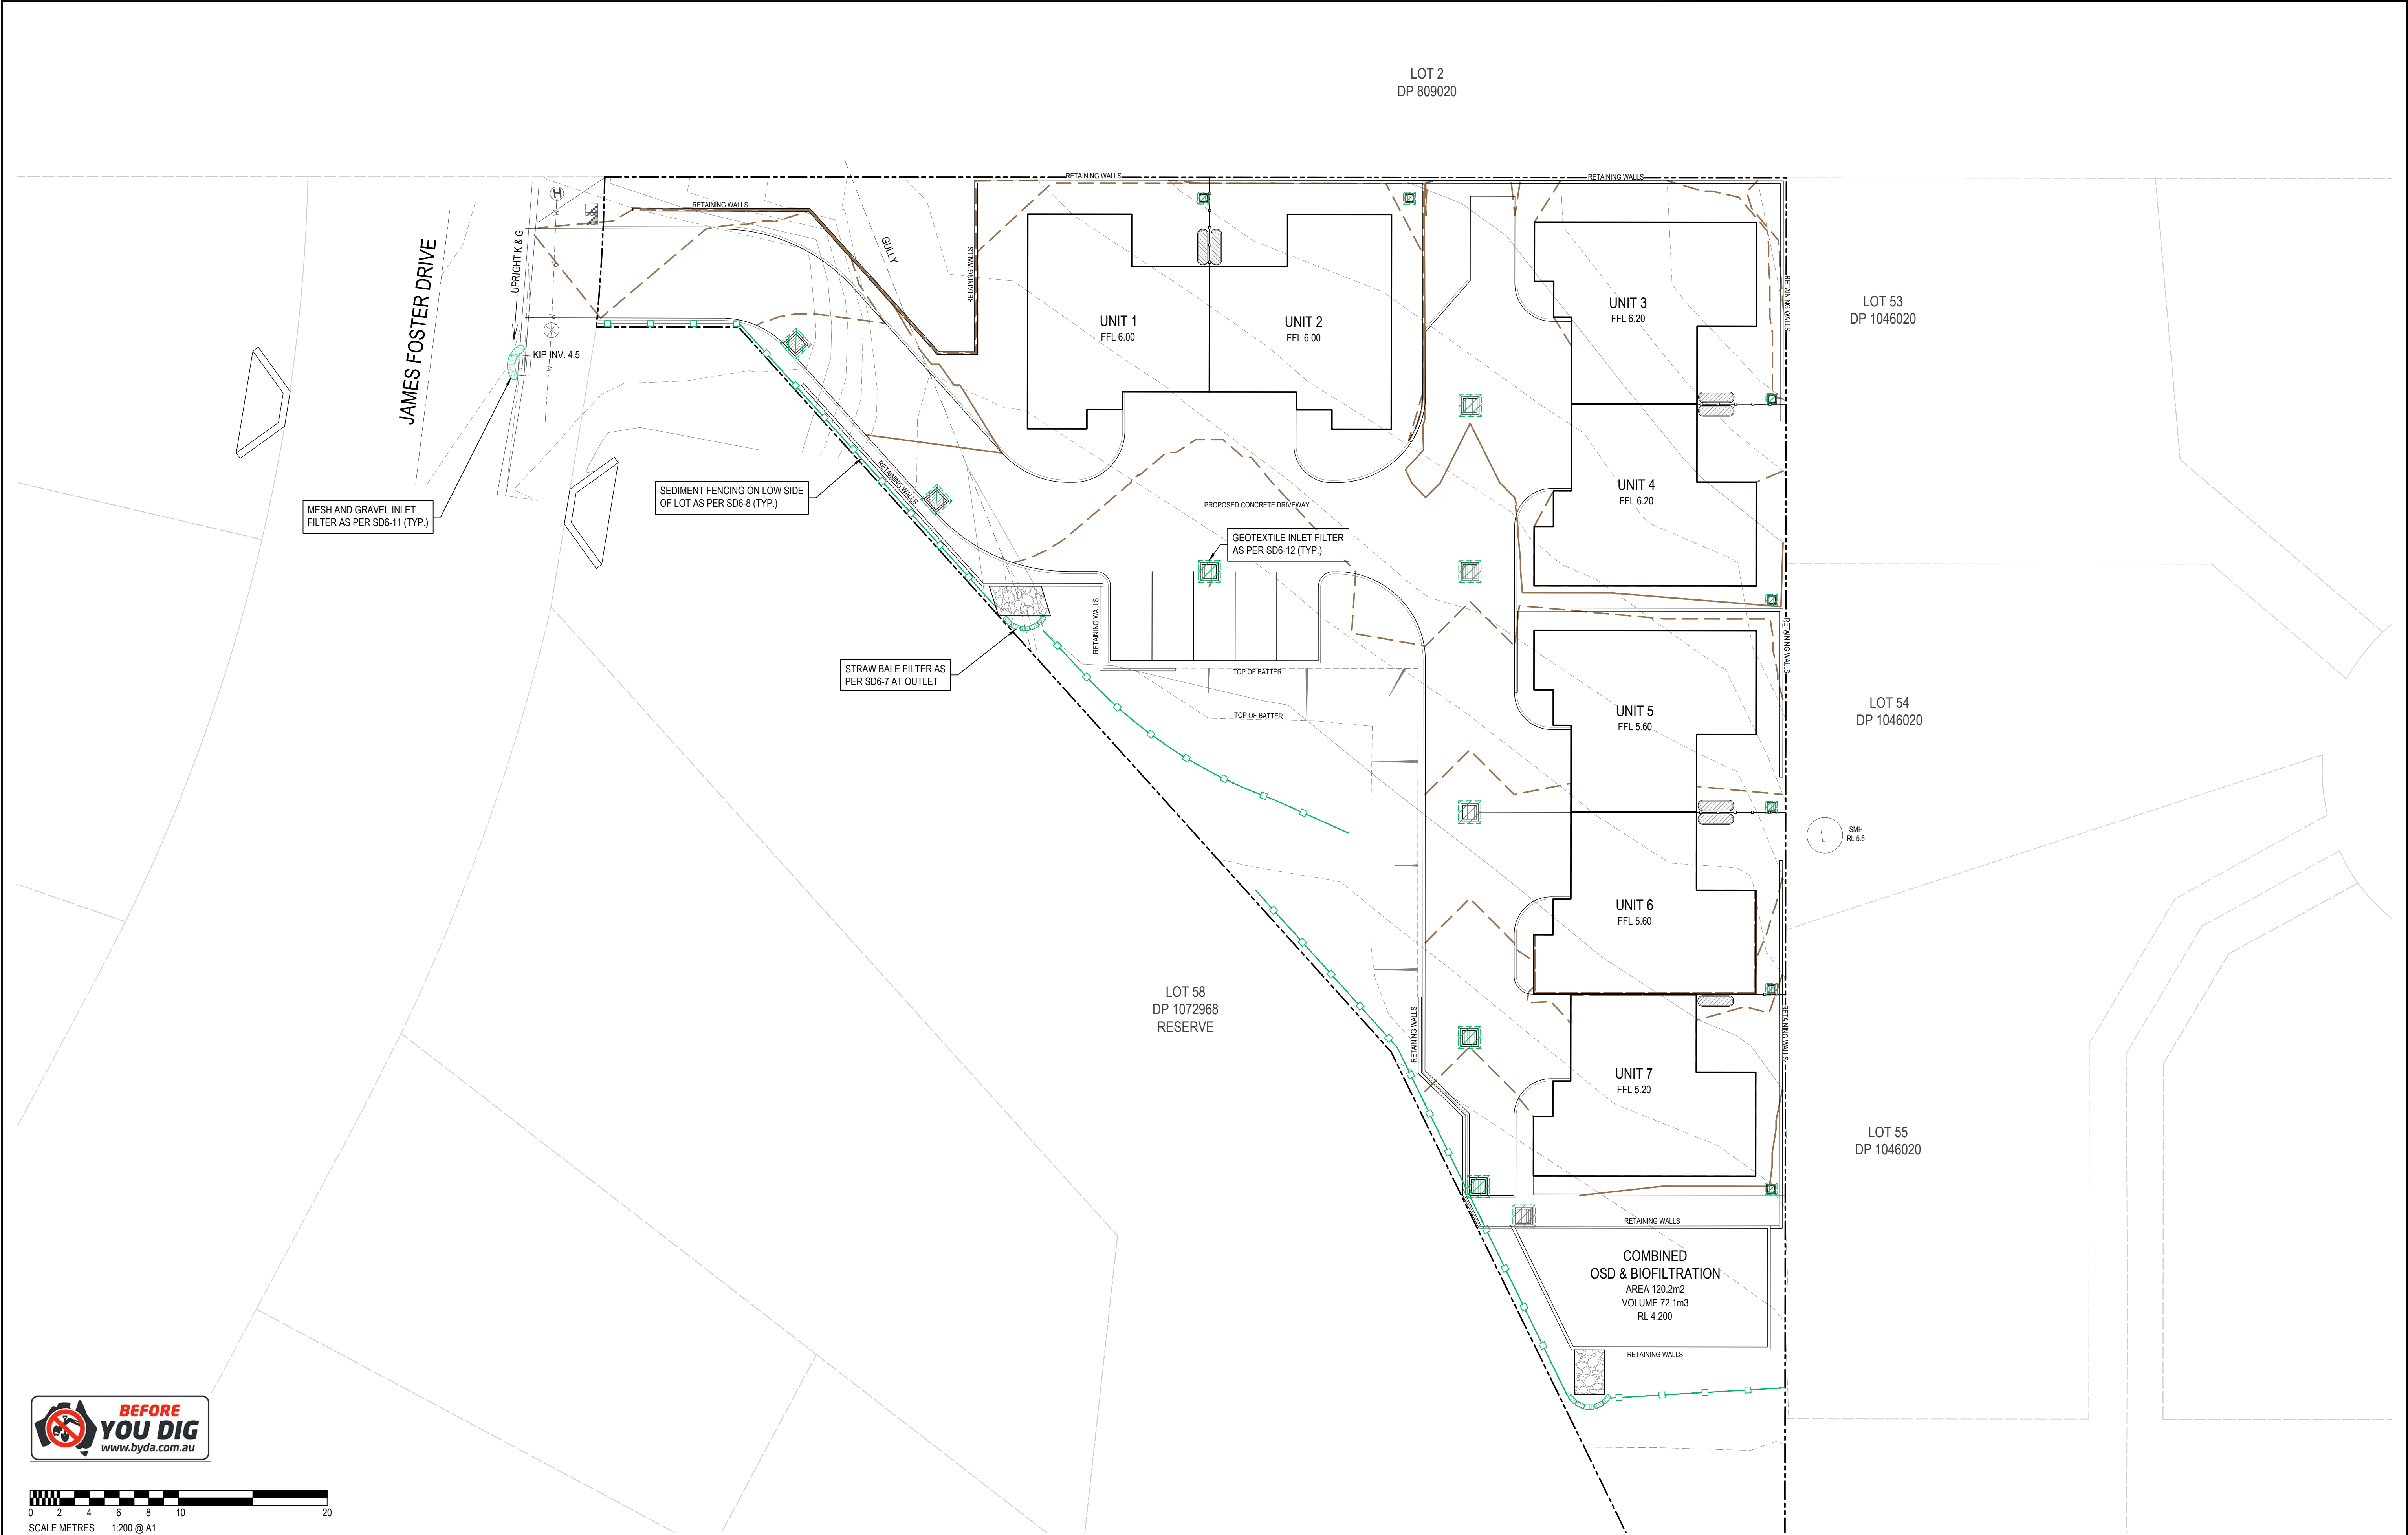 LOT 2
DP 809020
RETAINING WALLS
RETAINING WALLS
RETAINING WALLS
H
W
W
W
W
JAMES FOSTER DRIVE
UPRIGHT K & G
KIP INV. 4.5
GULLY
RETAINING WALLS
UNIT 1
FFL 6.00
UNIT 2
FFL 6.00
UNIT 3
FFL 6.20
RETAINING WALLS
LOT 53
DP 1046020
MESH AND GRAVEL INLET
FILTER AS PER SD6-11 (TYP.)
SEDIMENT FENCING ON LOW SIDE
OF LOT AS PER SD6-8 (TYP.)
RETAINING WALLS
PROPOSED CONCRETE DRIVEWAY
GEOTEXTILE INLET FILTER
AS PER SD6-12 (TYP.)
UNIT 4
FFL 6.20
STRAW BALE FILTER AS
PER SD6-7 AT OUTLET
RETAINING WALLS
TOP OF BATTER
TOP OF BATTER
RETAINING WALLS
UNIT 5
FFL 5.60
LOT 54
DP 1046020
L
SMH
RL 5.6
UNIT 6
FFL 5.60
LOT 58
DP 1072968
RESERVE
RETAINING WALLS
RETAINING WALLS
UNIT 7
FFL 5.20
LOT 55
DP 1046020
RETAINING WALLS
COMBINED
OSD & BIOFILTRATION
AREA 120.2m2
VOLUME 72.1m3
RL 4.200
RETAINING WALLS
BEFORE
YOU DIG
www.byda.com.au
0 2 4 6 8 10 20
SCALE METRES 1:200 @ A1